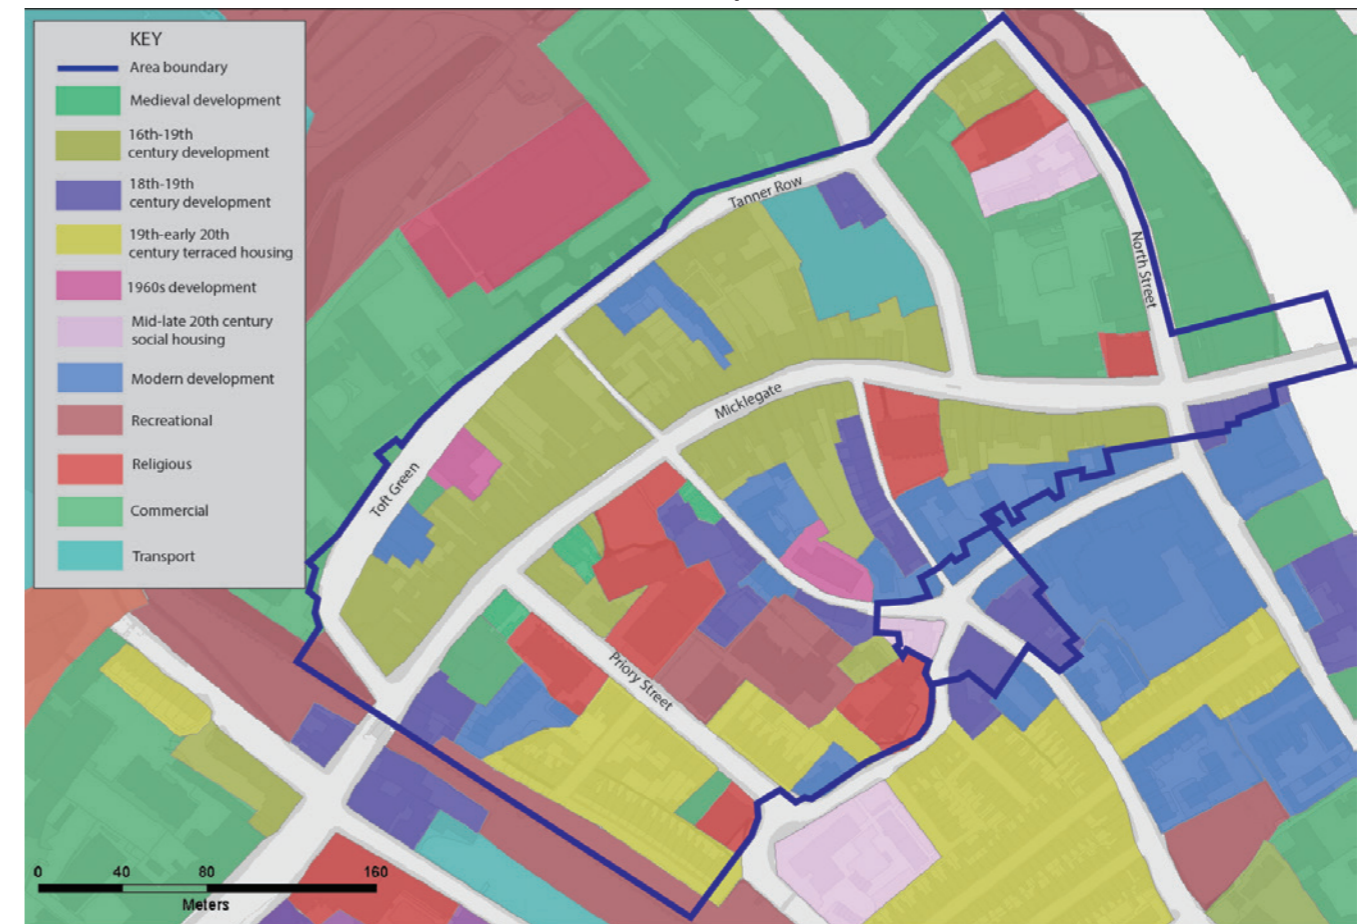 KEY
Area boundary
Medieval development
16th-19th
century development
18th-19th
century development
19th-early 20th
century terraced housing
1960s development
Mid-late 20th century
social housing
Modern development
Recreational
Religious
Commercial
Transport
Tanner Row
North Street
Micklegate
Toft Green
Priory Street
0 40 80 160
Meters